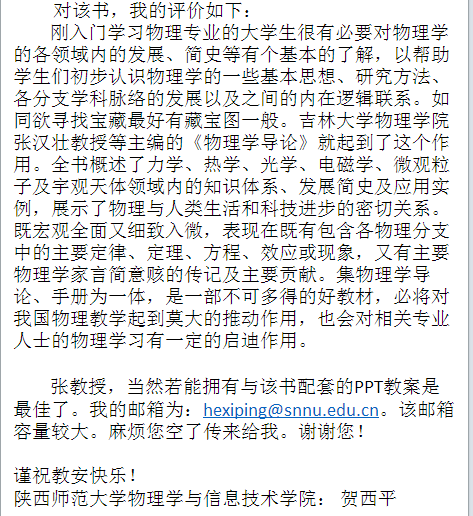 对该书，我的评价如下：
刚入门学习物理专业的大学生很有必要对物理学
的各领域内的发展、简史等有个基本的了解，以帮助
学生们初步认识物理学的一些基本思想、研究方法、
各分支学科脉络的发展以及之间的内在逻辑联系。如
同欲寻找宝藏最好有藏宝图一般。吉林大学物理学院
张汉壮教授等主编的《物理学导论》就起到了这个作
用。全书概述了力学、热学、光学、电磁学、微观粒
子及宇观天体领域内的知识体系、发展简史及应用实
例，展示了物理与人类生活和科技进步的密切关系。
既宏观全面又细致入微，表现在既有包含各物理分支
中的主要定律、定理、方程、效应或现象，又有主要
物理学家言简意赅的传记及主要贡献。集物理学导
论、手册为一体，是一部不可多得的好教材，必将对
我国物理教学起到莫大的推动作用，也会对相关专业
人士的物理学习有一定的启迪作用。
张教授，当然若能拥有与该书配套的PPT教案是
最佳了。我的邮箱为：hexiping@snnu.edu.cn。该邮箱
容量较大。麻烦您空了传来给我。谢谢您！
谨祝教安快乐！
陕西师范大学物理学与信息技术学院： 贺西平